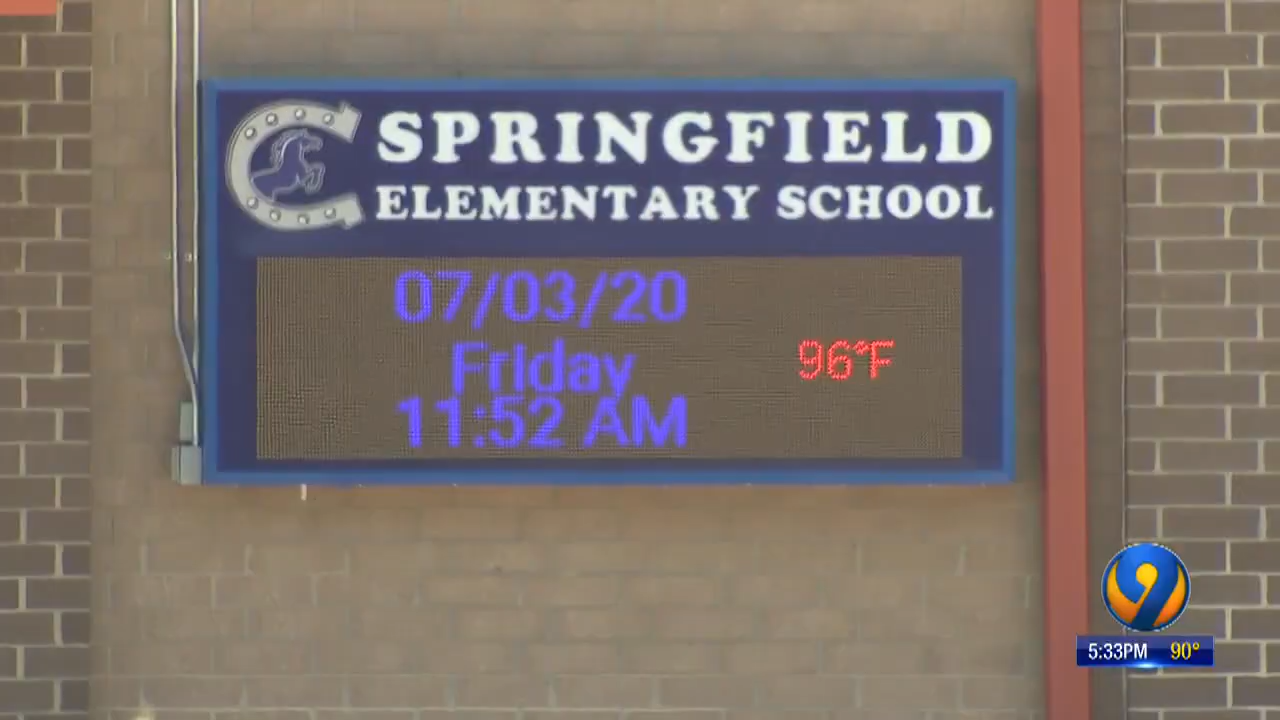 SPRINGFIELD
ELEMENTARY SCHOOL
07/03/20
Friday
96°F
11:52 AM
9
5:33PM 90°